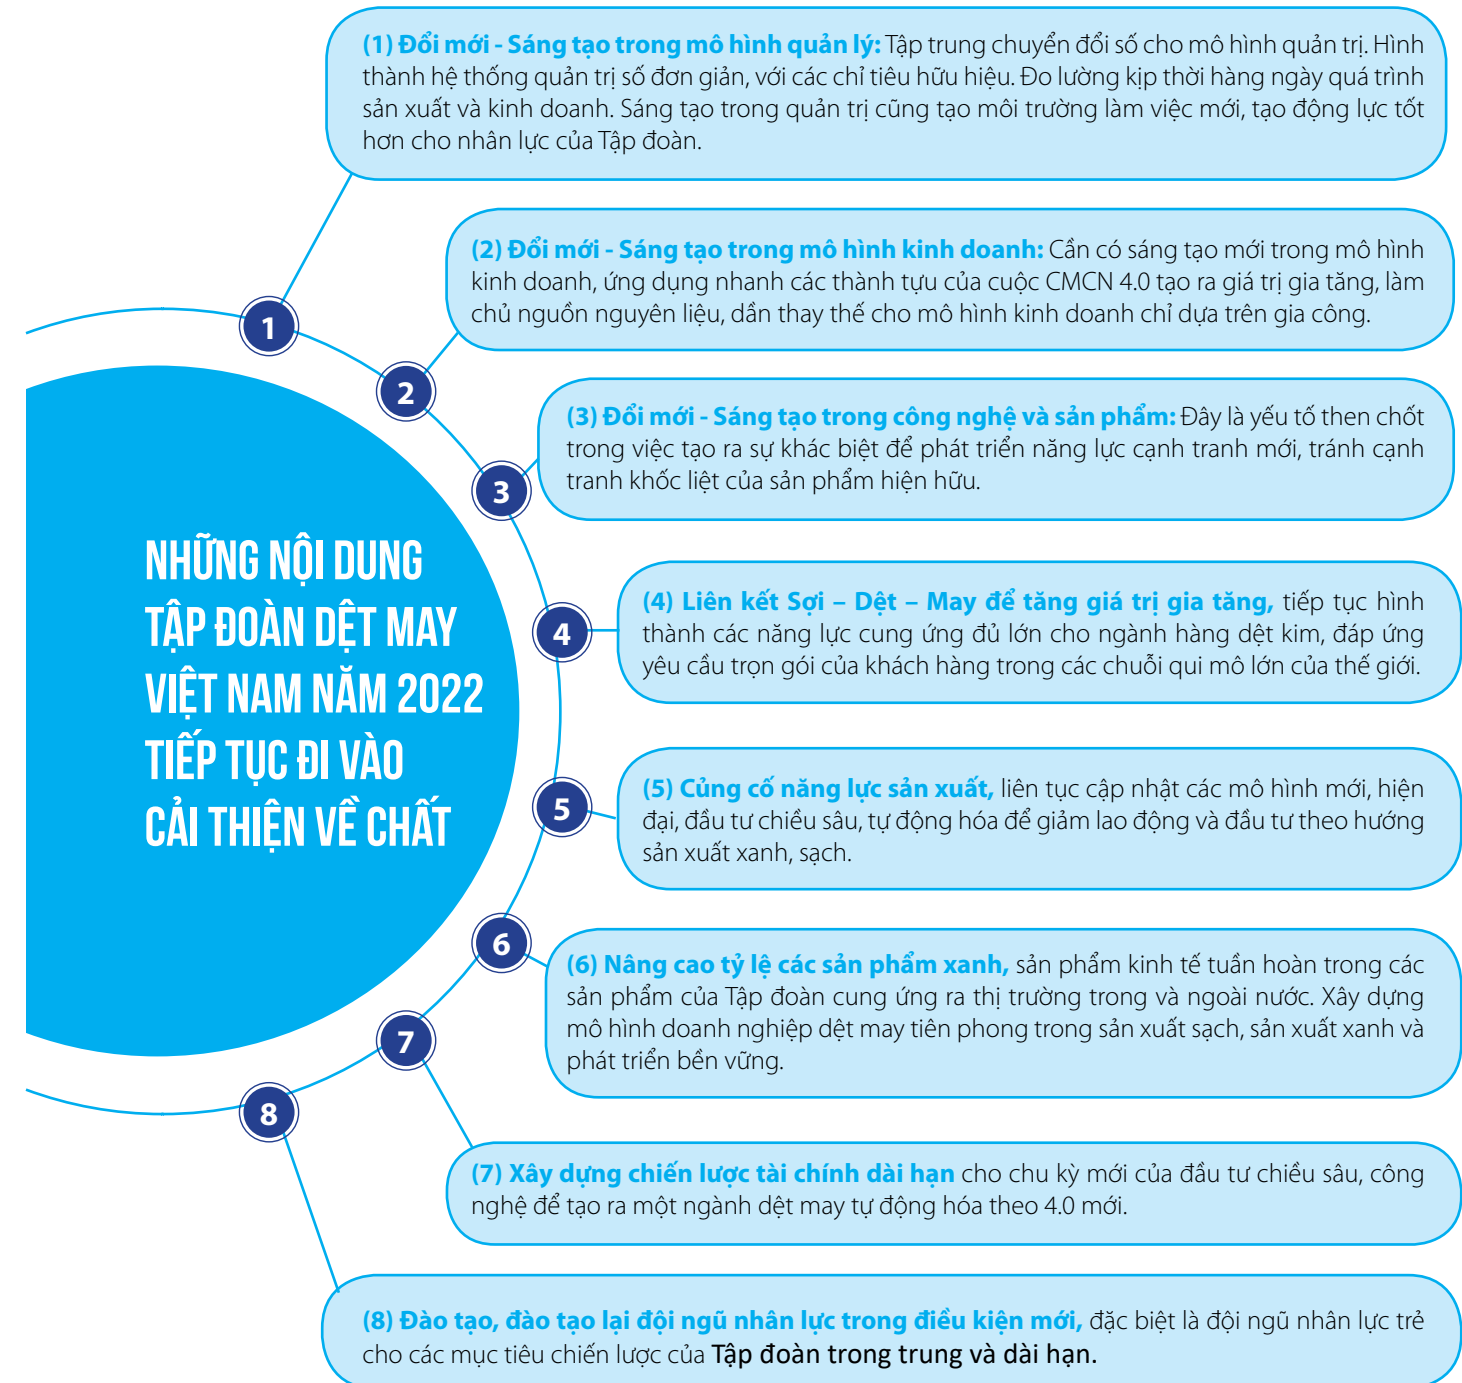 (1) Đổi mới - Sáng tạo trong mô hình quản lý: Tập trung chuyển đổi số cho mô hình quản trị. Hình
thành hệ thống quản trị số đơn giản, với các chỉ tiêu hữu hiệu. Đo lường kịp thời hàng ngày quá trình
sản xuất và kinh doanh. Sáng tạo trong quản trị cũng tạo môi trường làm việc mới, tạo động lực tốt
hơn cho nhân lực của Tập đoàn.
(2) Đổi mới - Sáng tạo trong mô hình kinh doanh: Cần có sáng tạo mới trong mô hình
kinh doanh, ứng dụng nhanh các thành tựu của cuộc CMCN 4.0 tạo ra giá trị gia tăng, làm
chủ nguồn nguyên liệu, dần thay thế cho mô hình kinh doanh chỉ dựa trên gia công.
(3) Đổi mới - Sáng tạo trong công nghệ và sản phẩm: Đây là yếu tố then chốt
trong việc tạo ra sự khác biệt để phát triển năng lực cạnh tranh mới, tránh cạnh
tranh khốc liệt của sản phẩm hiện hữu.
(4) Liên kết Sợi – Dệt – May để tăng giá trị gia tăng, tiếp tục hình
thành các năng lực cung ứng đủ lớn cho ngành hàng dệt kim, đáp ứng
yêu cầu trọn gói của khách hàng trong các chuỗi qui mô lớn của thế giới.
(5) Củng cố năng lực sản xuất, liên tục cập nhật các mô hình mới, hiện
đại, đầu tư chiều sâu, tự động hóa để giảm lao động và đầu tư theo hướng
sản xuất xanh, sạch.
(6) Nâng cao tỷ lệ các sản phẩm xanh, sản phẩm kinh tế tuần hoàn trong các
sản phẩm của Tập đoàn cung ứng ra thị trường trong và ngoài nước. Xây dựng
mô hình doanh nghiệp dệt may tiên phong trong sản xuất sạch, sản xuất xanh và
phát triển bền vững.
(7) Xây dựng chiến lược tài chính dài hạn cho chu kỳ mới của đầu tư chiều sâu, công
nghệ để tạo ra một ngành dệt may tự động hóa theo 4.0 mới.
(8) Đào tạo, đào tạo lại đội ngũ nhân lực trong điều kiện mới, đặc biệt là đội ngũ nhân lực trẻ
cho các mục tiêu chiến lược của Tập đoàn trong trung và dài hạn.
NHỮNG NỘI DUNG
TẬP ĐOÀN DỆT MAY
VIỆT NAM NĂM 2022
TIẾP TỤC ĐI VÀO
CẢI THIỆN VỀ CHẤT
1
2
3
4
5
6
7
8